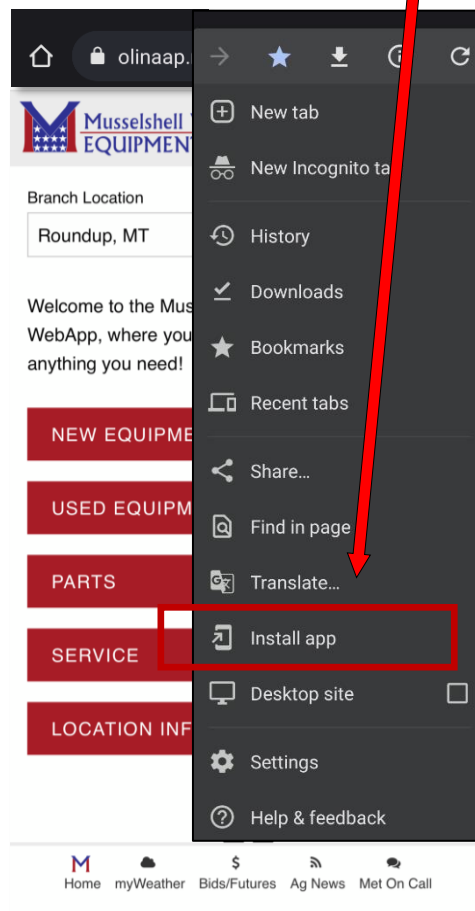 olinaap.
Musselshell
EQUIPMEN
Branch Location
Roundup, MT
Welcome to the Mus
WebApp, where you
anything you need!
NEW EQUIPME
USED EQUIPM
PARTS
SERVICE
LOCATION INF
New tab
New Incognito ta
History
Downloads
Bookmarks
Recent tabs
Share…
Find in page
Translate…
Install app
Desktop site
Settings
Help & feedback
Home myWeather Bids/Futures Ag News Met On Call